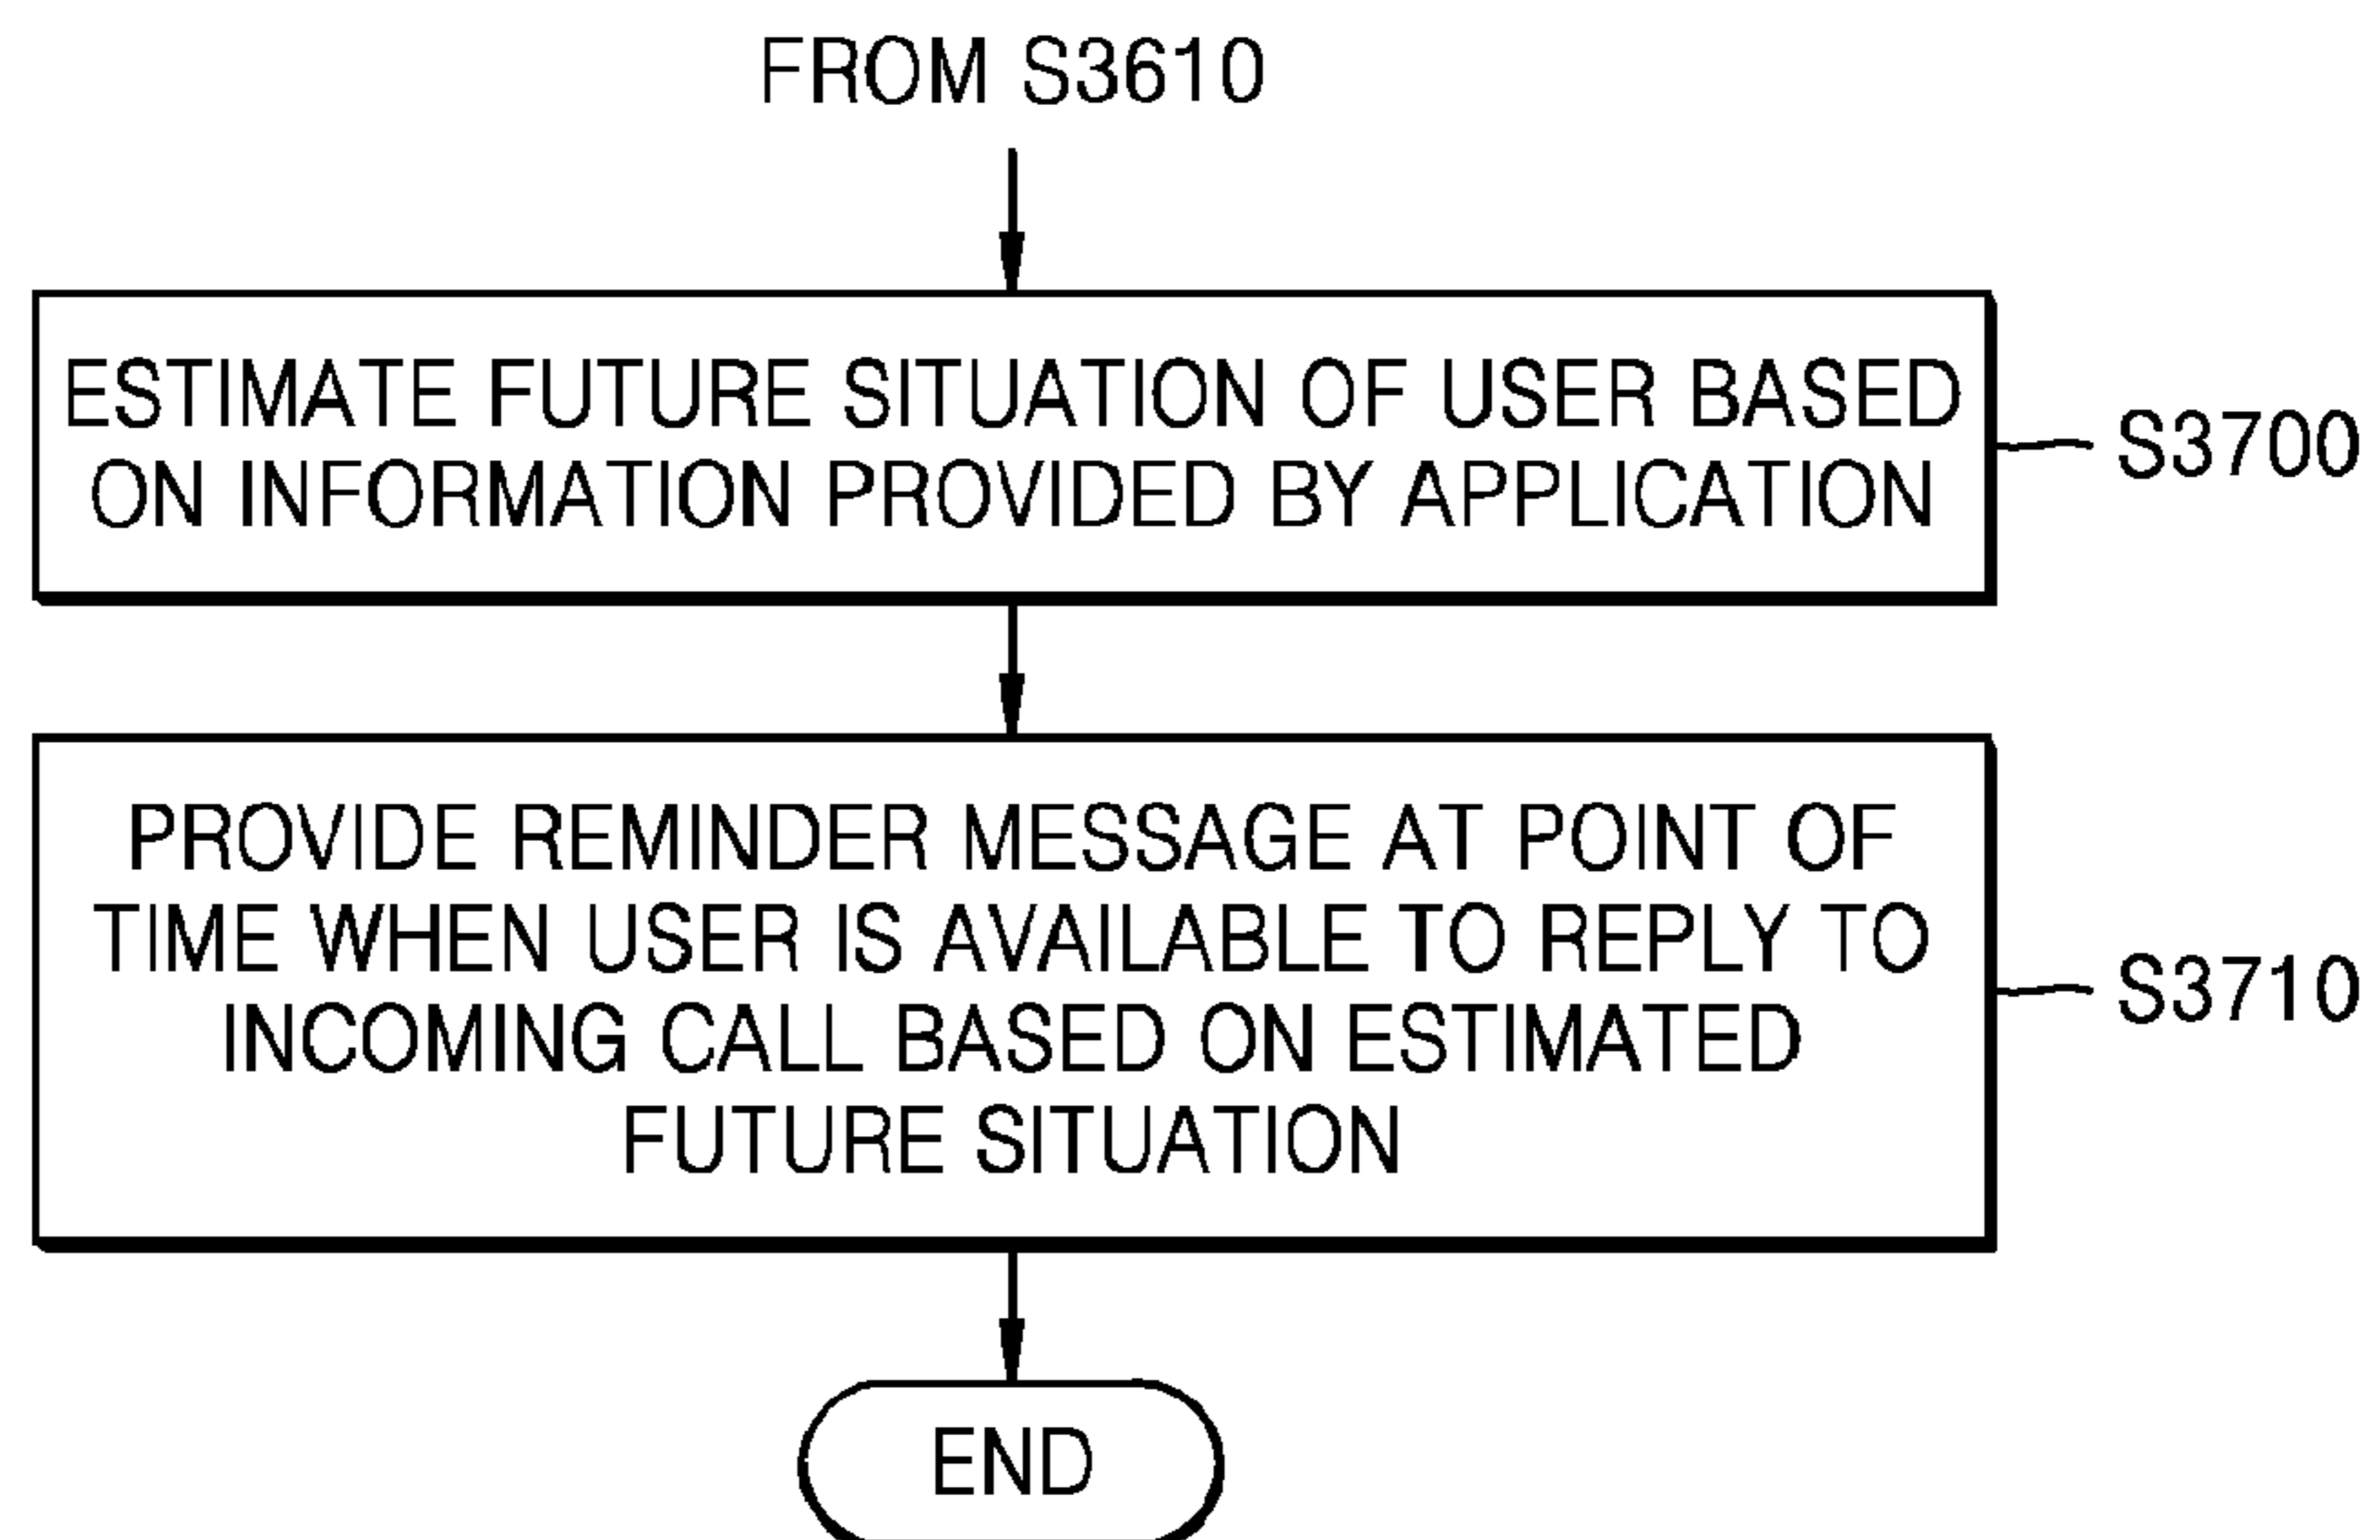 FROM S3610
ESTIMATE FUTURE SITUATION OF USER BASED
ON INFORMATION PROVIDED BY APPLICATION
S3700
PROVIDE REMINDER MESSAGE AT POINT OF
TIME WHEN USER IS AVAILABLE TO REPLY TO
INCOMING CALL BASED ON ESTIMATED
FUTURE SITUATION
S3710
END